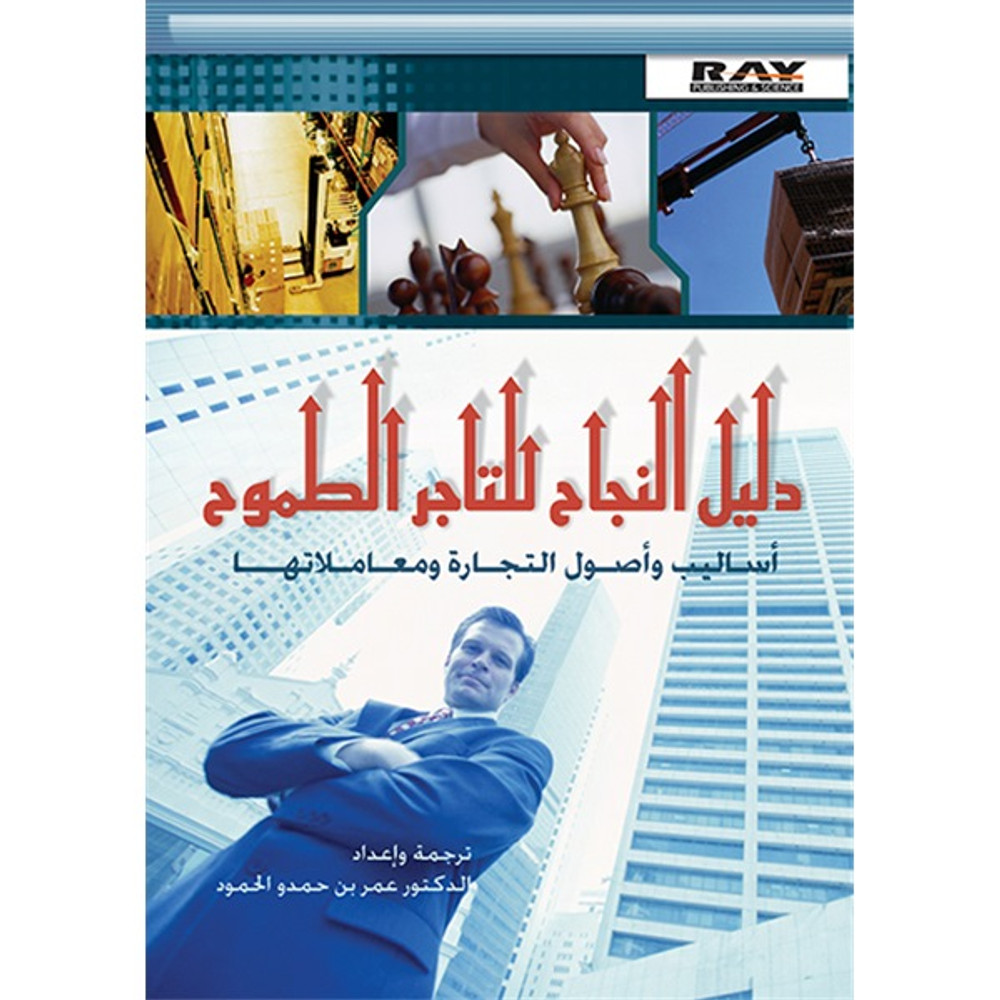 RAY
PUBLISHING & SCIENCE
دليل النجاح للتاجر الطموح
أساليب وأصول التجارة ومعاملاتها
ترجمة وإعداد
الدكتور عمر بن حمدو الحمود